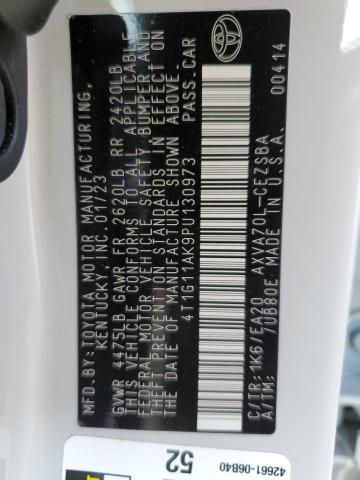 MFD.BY:TOYOTA MOTOR MANUFACTURING,
KENTUCKY, INC. 01/23
GVWR 4475LB GAWR FR 2620LB RR 2420LB
THIS VEHICLE CONFORMS TO ALL APPLICABLE
FEDERAL MOTOR VEHICLE SAFETY, BUMPER AND
THEFT PREVENTION STANDARDS IN EFFECT ON
THE DATE OF MANUFACTURE SHOWN ABOVE.
4T1G11AK9PU130973 PASS.CAR
C/TR:1K6/EA20 AXVA70L-CEZSBA
A/TM: 70B80E M in U.S.A. 00414
52
42661-06B40